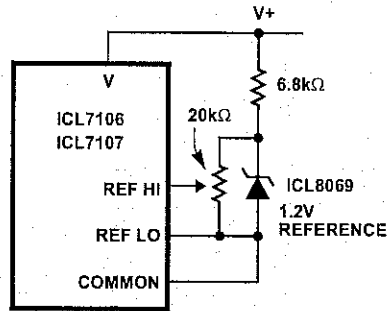 V+
V
6.8kΩ
ICL7106
ICL7107
20kΩ
REF HI
ICL8069
1.2V
REFERENCE
REF LO
COMMON